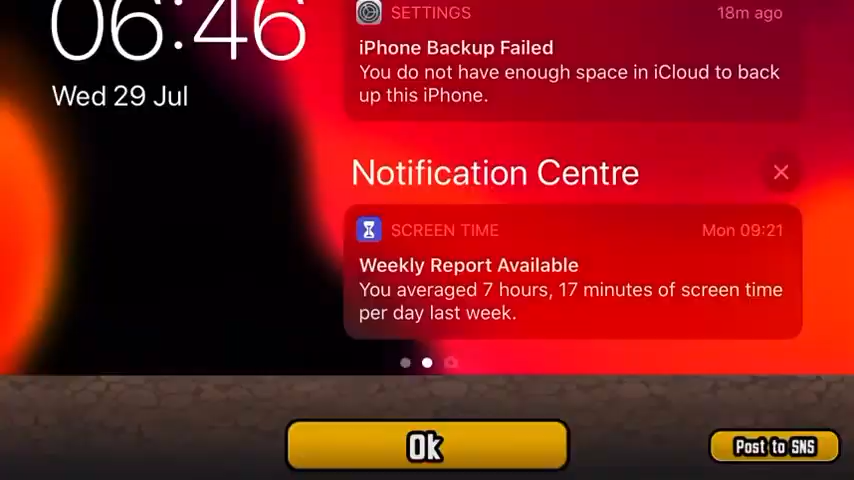 06:46
Wed 29 Jul
SETTINGS 18m ago
iPhone Backup Failed
You do not have enough space in iCloud to back
up this iPhone.
Notification Centre
SCREEN TIME Mon 09:21
Weekly Report Available
You averaged 7 hours, 17 minutes of screen time
per day last week.
Ok
Post to SNS